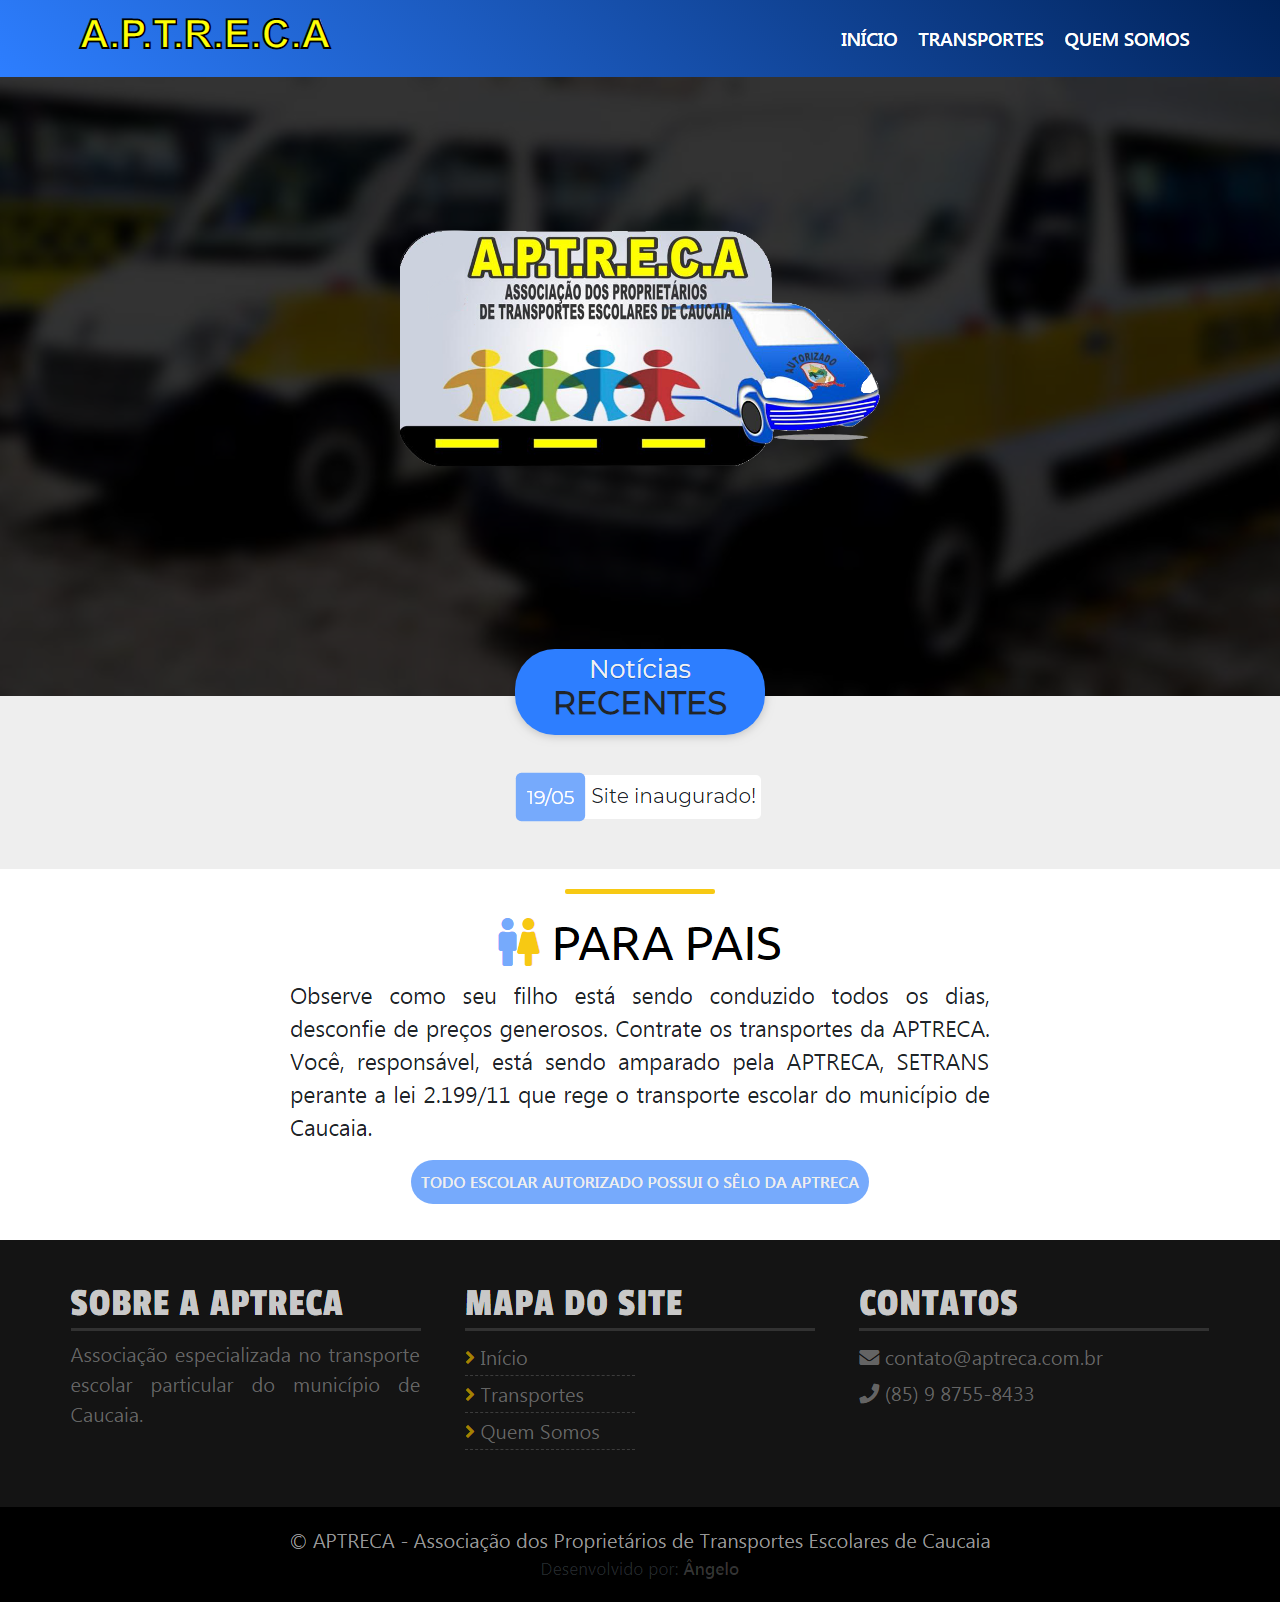 A.P.T.R.E.C.A
INÍCIO TRANSPORTES QUEM SOMOS
A.P.T.R.E.C.A
ASSOCIAÇÃO DOS PROPRIETÁRIOS
DE TRANSPORTES ESCOLARES DE CAUCAIA
AUTORIZADO
Notícias
RECENTES
19/05 Site inaugurado!
PARA PAIS
Observe como seu filho está sendo conduzido todos os dias,
desconfie de preços generosos. Contrate os transportes da APTRECA.
Você, responsável, está sendo amparado pela APTRECA, SETRANS
perante a lei 2.199/11 que rege o transporte escolar do município de
Caucaia.
TODO ESCOLAR AUTORIZADO POSSUI O SÊLO DA APTRECA
SOBRE A APTRECA
Associação especializada no transporte
escolar particular do município de
Caucaia.
MAPA DO SITE
Início
Transportes
Quem Somos
CONTATOS
contato@aptreca.com.br
(85) 9 8755-8433
© APTRECA - Associação dos Proprietários de Transportes Escolares de Caucaia
Desenvolvido por: Ângelo